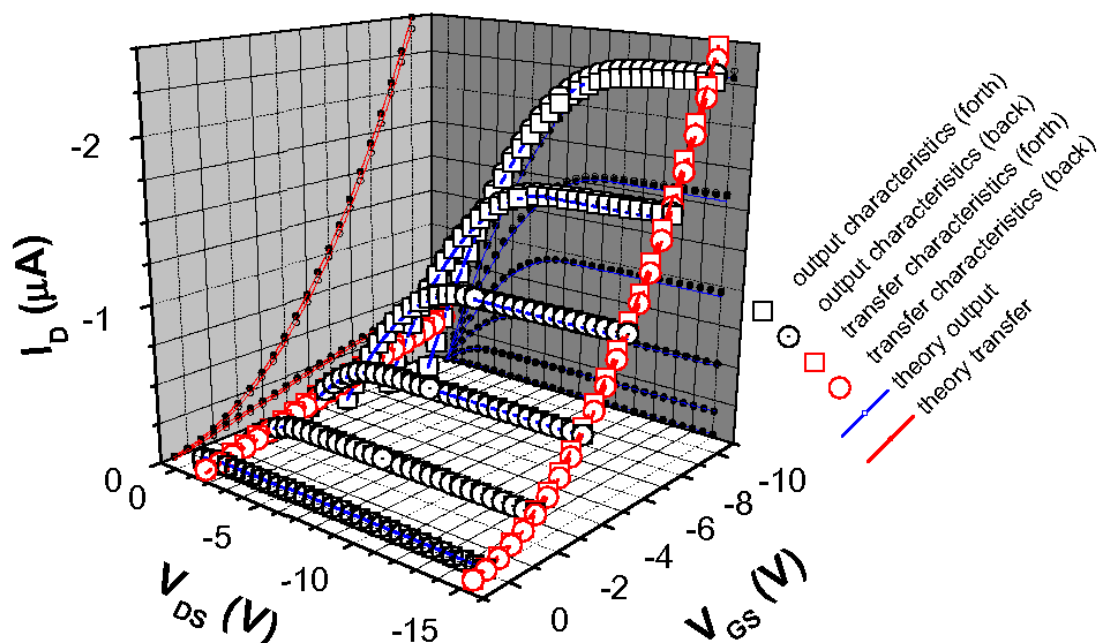 -2
-1
0
I_D (µA)
0
-5
-10
-15
V_DS (V)
0
-2
-4
-6
-8
-10
V_GS (V)
output characteristics (forth)
output characteristics (back)
transfer characteristics (forth)
transfer characteristics (back)
theory output
theory transfer